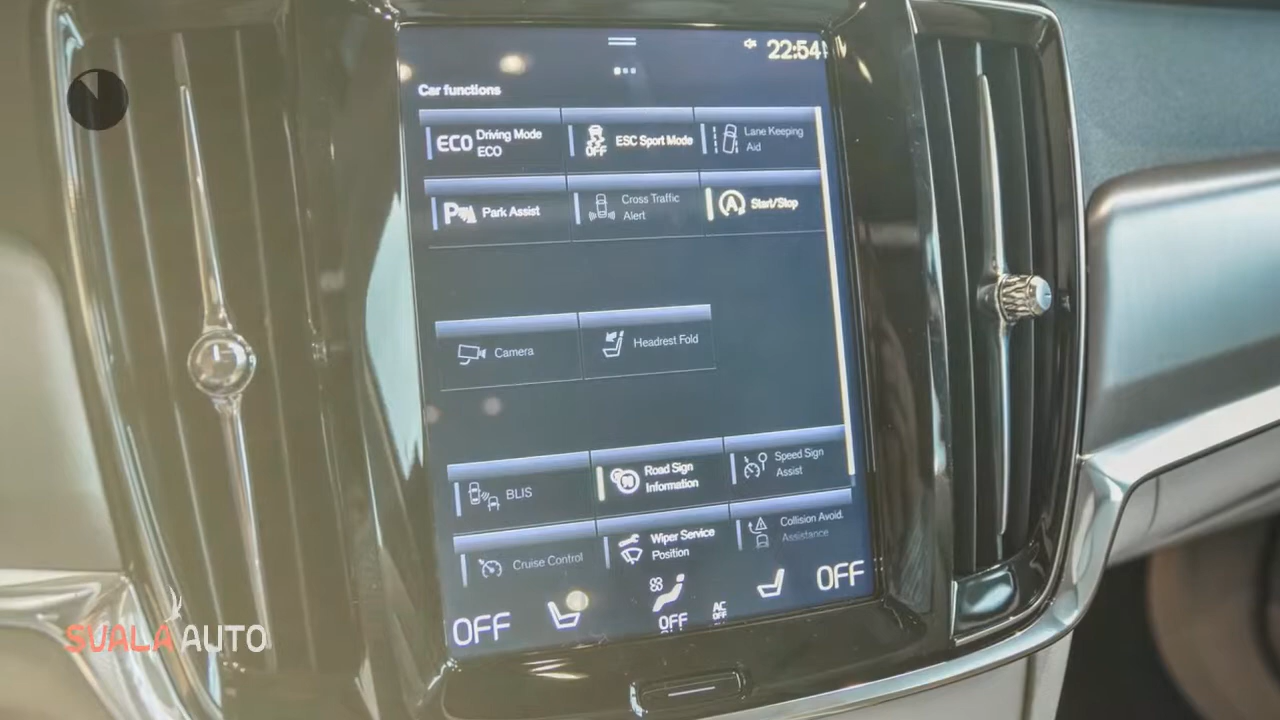 22:54
Car functions
ECO Driving Mode
ECO
OFF ESC Sport Mode
Lane Keeping
Aid
P Park Assist
Cross Traffic
Alert
A Start/Stop
Camera
Headrest Fold
BLIS
Road Sign
Information
Speed Sign
Assist
Cruise Control
Wiper Service
Position
Collision Avoid.
Assistance
OFF
OFF
AC
OFF
OFF
SVALA AUTO